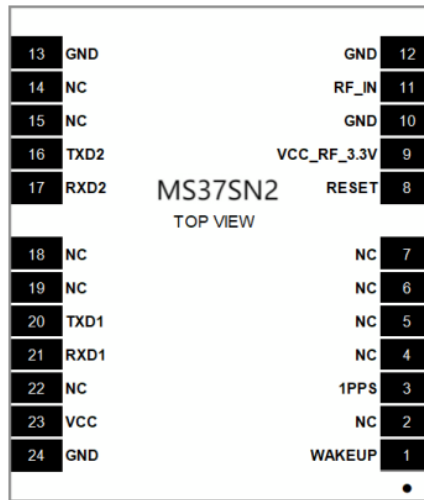 13 GND GND 12
14 NC RF_IN 11
15 NC GND 10
16 TXD2 VCC_RF_3.3V 9
17 RXD2 MS37SN2 RESET 8
TOP VIEW
18 NC NC 7
19 NC NC 6
20 TXD1 NC 5
21 RXD1 NC 4
22 NC 1PPS 3
23 VCC NC 2
24 GND WAKEUP 1